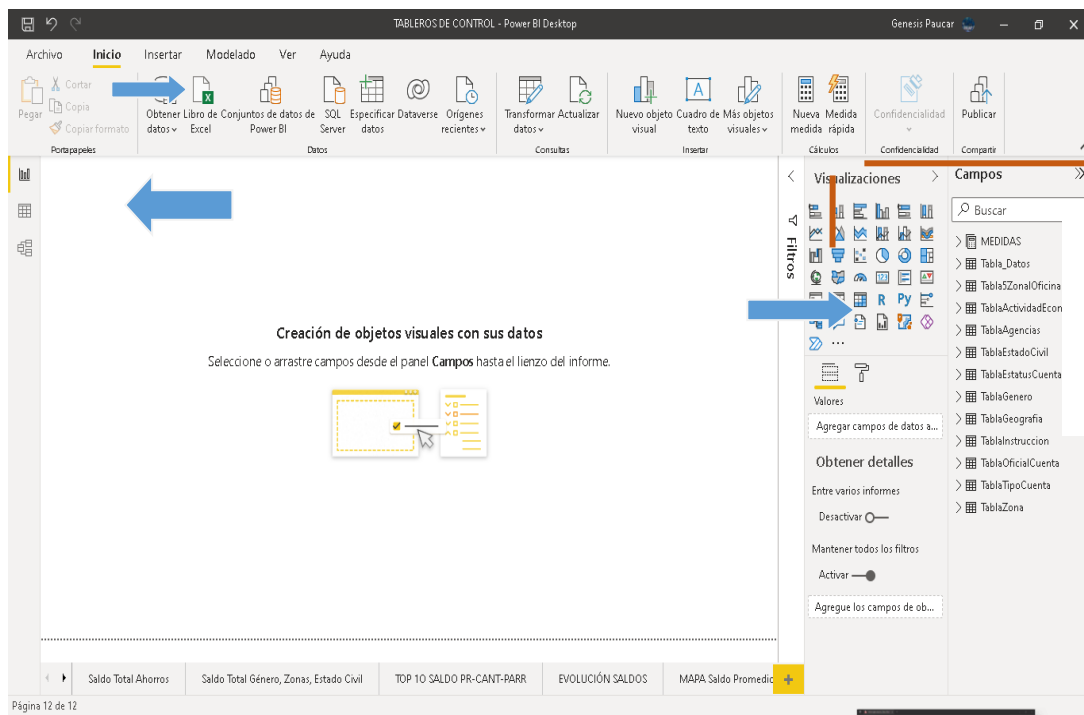 TABLEROS DE CONTROL - Power BI Desktop
Genesis Paucar
Archivo Inicio Insertar Modelado Ver Ayuda
Pegar
Cortar
Copia
Copiar formato
Portapapeles
Obtener datos
Libro de Excel
Conjuntos de datos de Power BI
SQL Server
Especificar datos
Dataverse
Orígenes recientes
Datos
Transformar datos
Actualizar
Consultas
Nuevo objeto visual
Cuadro de texto
Más objetos visuales
Insertar
Nueva medida
Medida rápida
Cálculos
Confidencialidad
Confidencialidad
Publicar
Compartir
Creación de objetos visuales con sus datos
Seleccione o arrastre campos desde el panel Campos hasta el lienzo del informe.
Filtros
Visualizaciones
123
R Py
...
Valores
Agregar campos de datos a...
Obtener detalles
Entre varios informes
Desactivar
Mantener todos los filtros
Activar
Agregue los campos de ob...
Campos
Buscar
MEDIDAS
Tabla_Datos
Tabla5ZonalOficina
TablaActividadEcon
TablaAgencias
TablaEstadoCivil
TablaEstatusCuenta
TablaGenero
TablaGeografia
TablaInstruccion
TablaOficialCuenta
TablaTipoCuenta
TablaZona
Saldo Total Ahorros
Saldo Total Género, Zonas, Estado Civil
TOP 10 SALDO PR-CANT-PARR
EVOLUCIÓN SALDOS
MAPA Saldo Promedic
Página 12 de 12